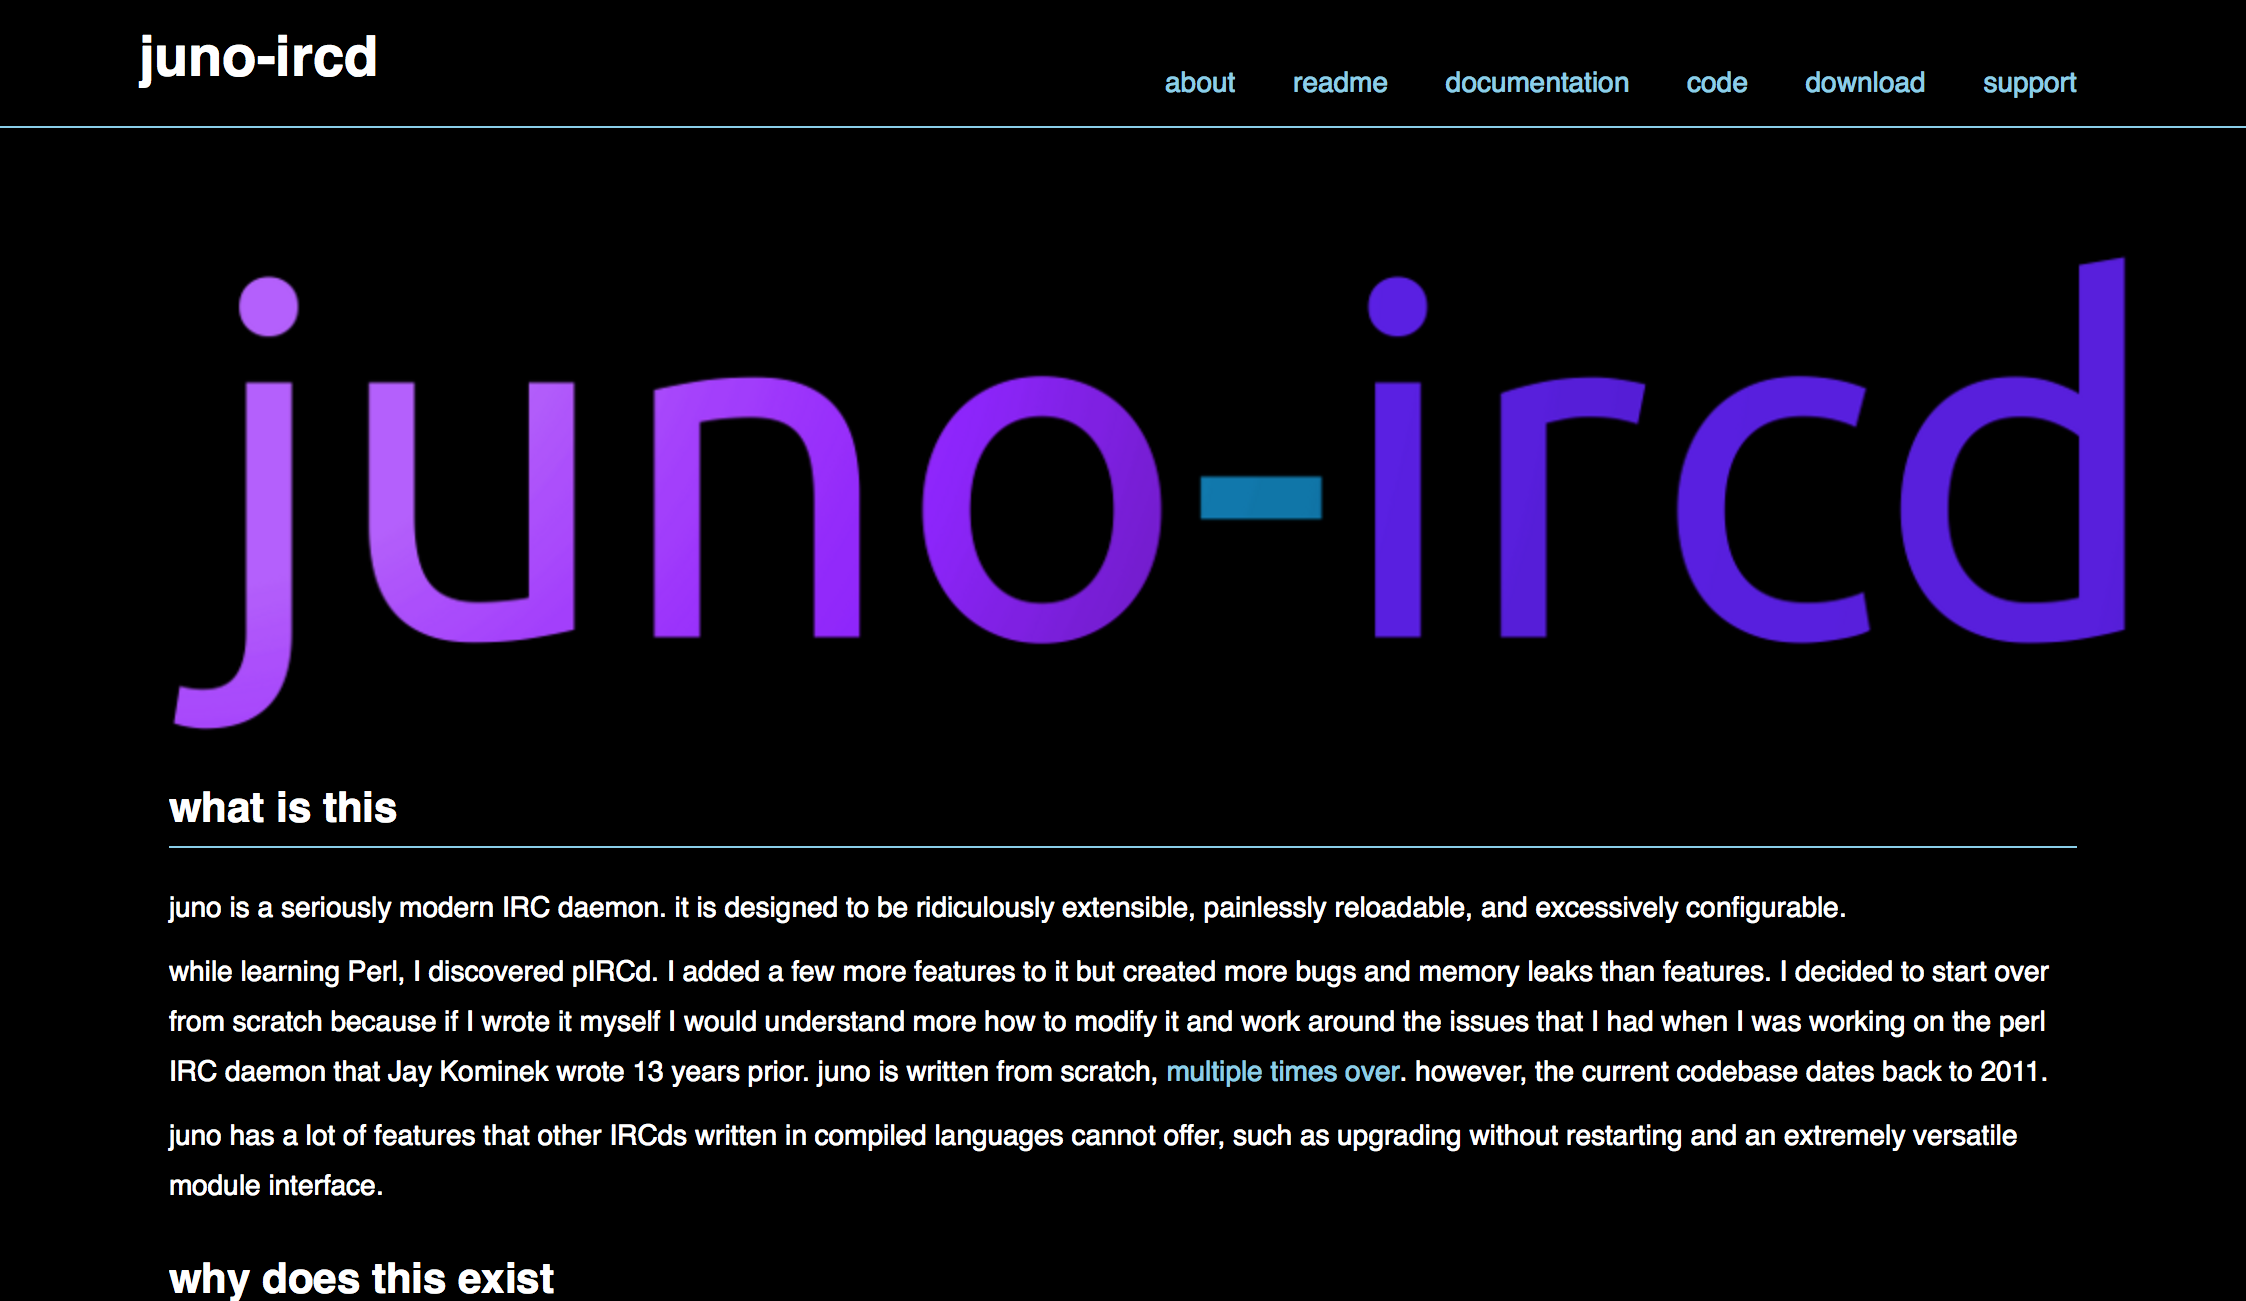 juno-ircd
about readme documentation code download support
juno-ircd
what is this
juno is a seriously modern IRC daemon. it is designed to be ridiculously extensible, painlessly reloadable, and excessively configurable.
while learning Perl, I discovered pIRCd. I added a few more features to it but created more bugs and memory leaks than features. I decided to start over
from scratch because if I wrote it myself I would understand more how to modify it and work around the issues that I had when I was working on the perl
IRC daemon that Jay Kominek wrote 13 years prior. juno is written from scratch, multiple times over. however, the current codebase dates back to 2011.
juno has a lot of features that other IRCds written in compiled languages cannot offer, such as upgrading without restarting and an extremely versatile
module interface.
why does this exist